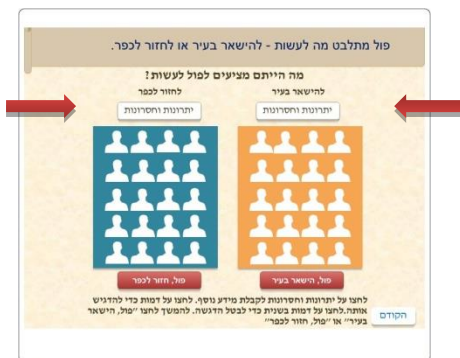 פול מתלבט מה לעשות - להישאר בעיר או לחזור לכפר.
מה הייתם מציעים לפול לעשות?
להישאר בעיר
לחזור לכפר
יתרונות וחסרונות
יתרונות וחסרונות
פול, הישאר בעיר
פול, חזור לכפר
לחצו על יתרונות וחסרונות לקבלת מידע נוסף. לחצו על דמות כדי להדגיש
אותה.לחצו על דמות בשנית כדי לבטל הדגשה. להמשך לחצו "פול, הישאר
בעיר" או "פול, חזור לכפר"
הקודם